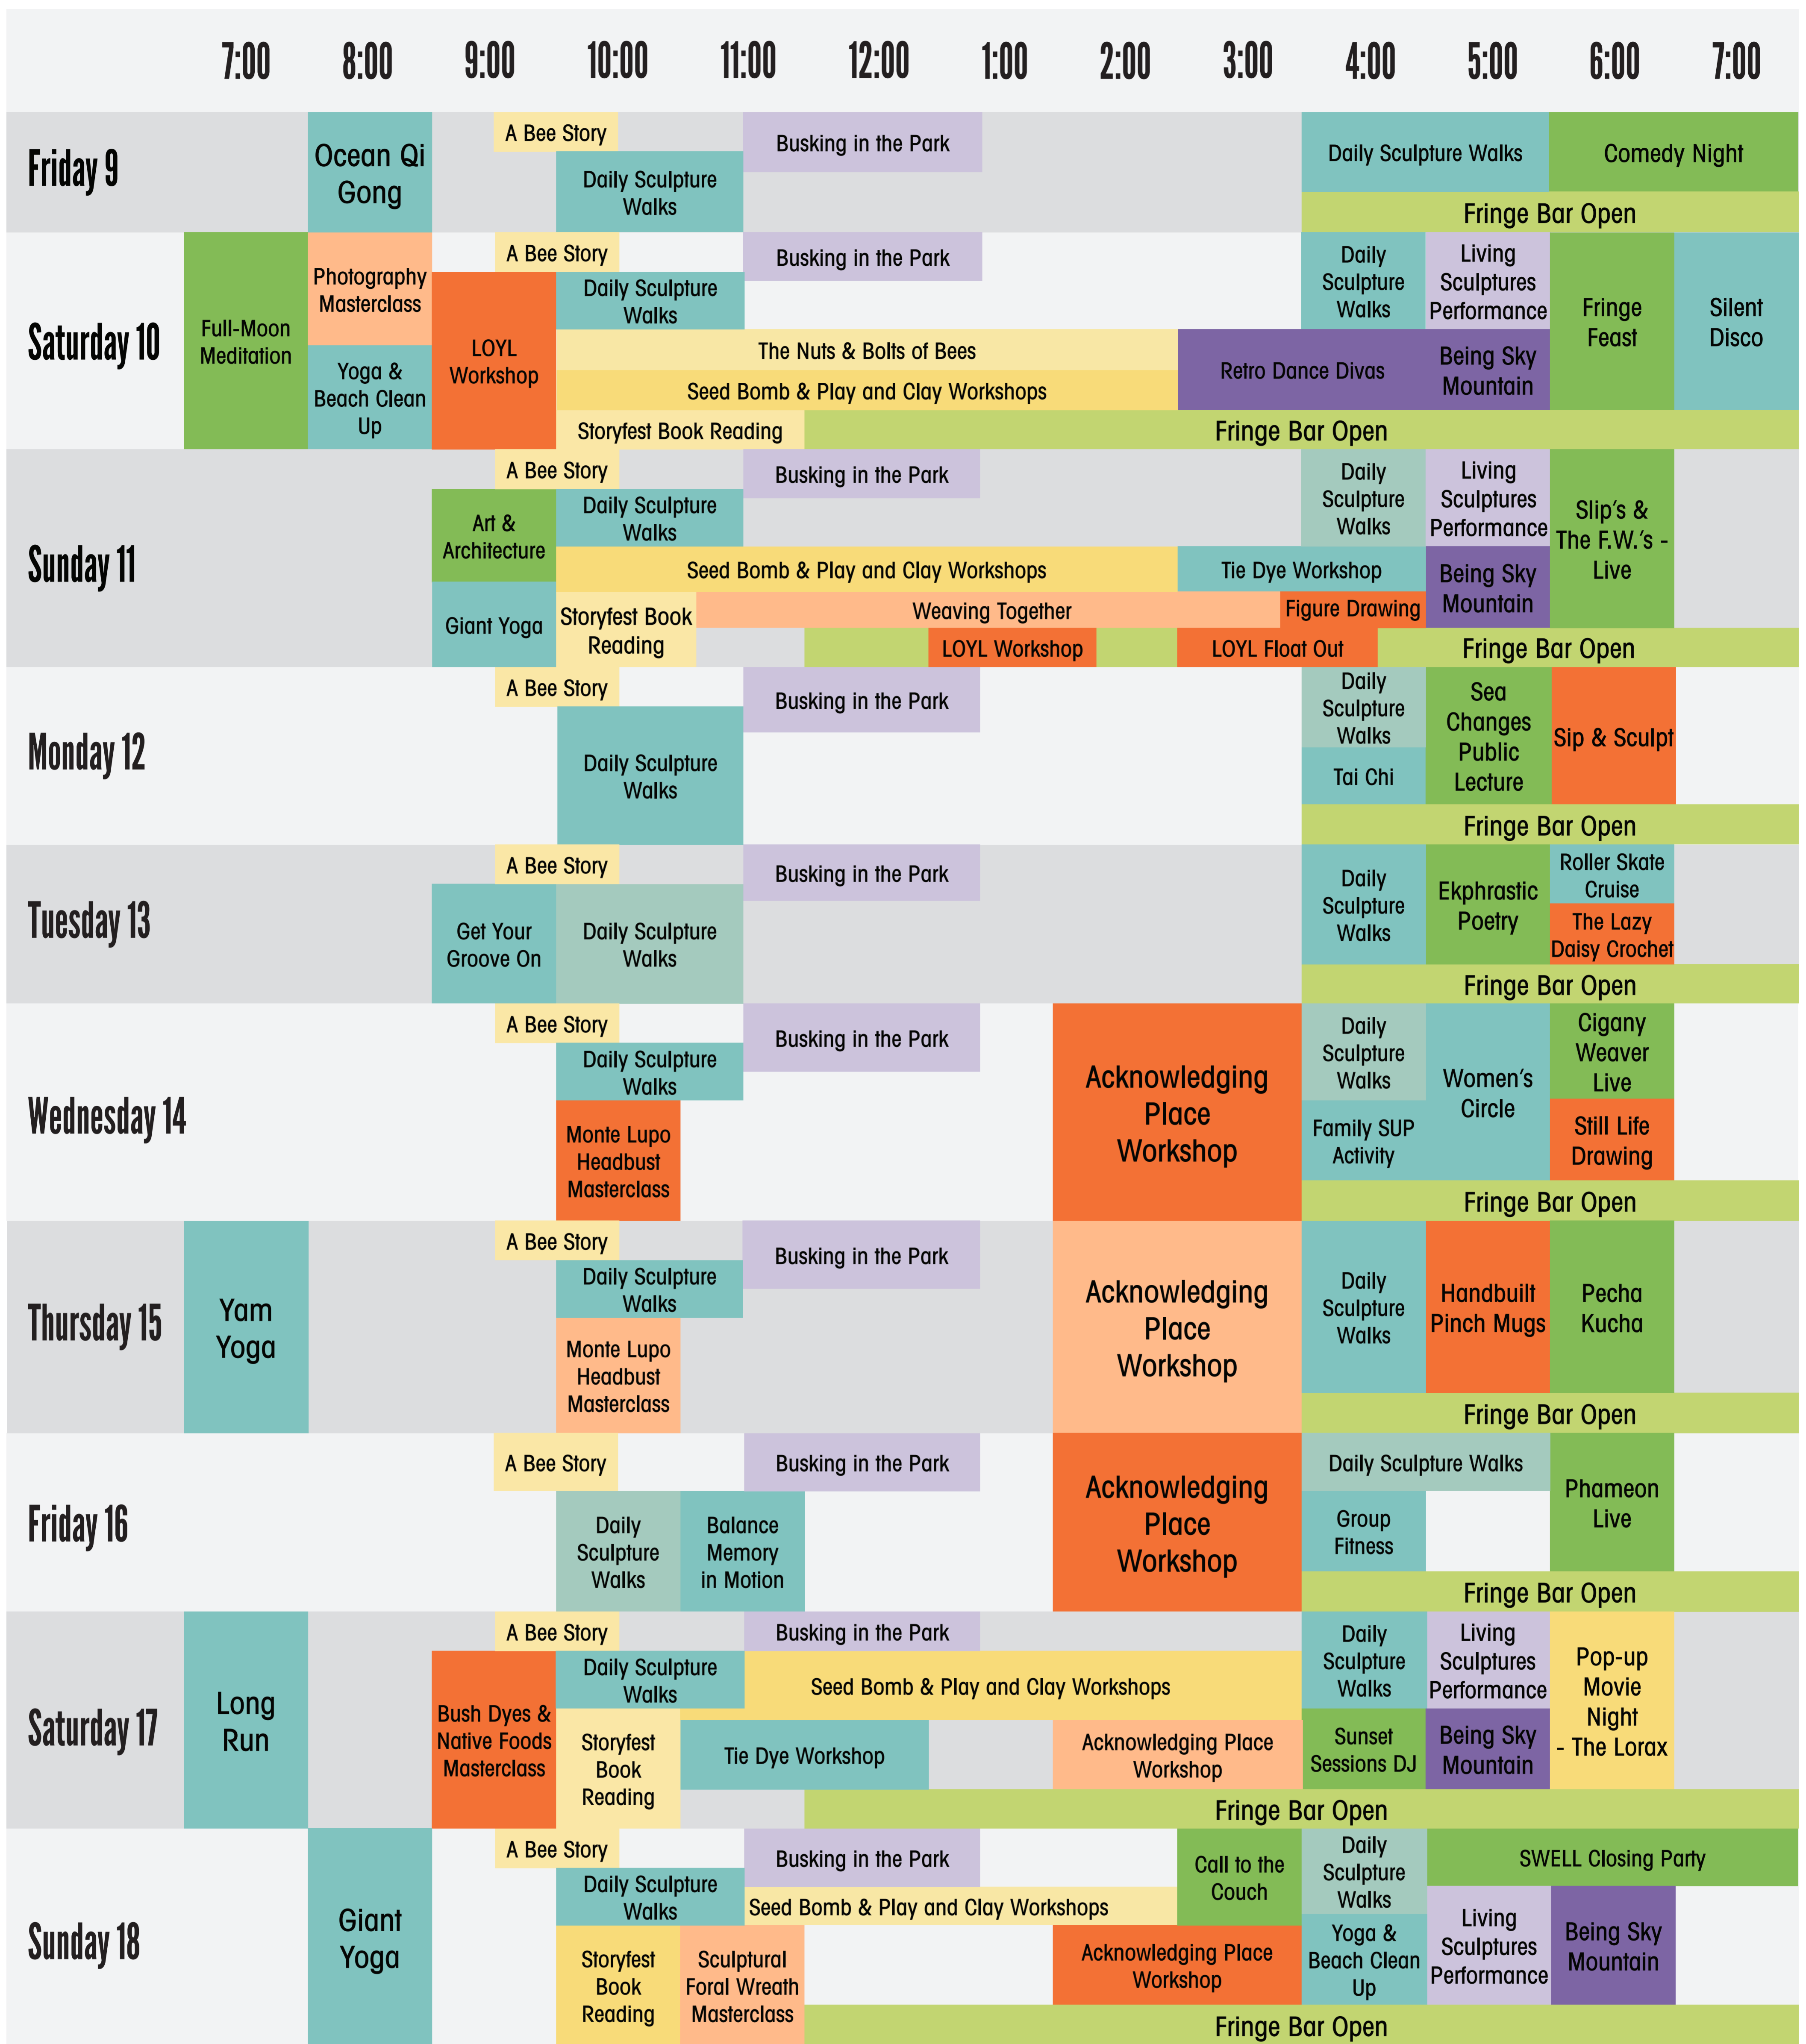 7:00 8:00 9:00 10:00 11:00 12:00 1:00 2:00 3:00 4:00 5:00 6:00 7:00
Friday 9
Ocean Qi
Gong
A Bee Story
Daily Sculpture
Walks
Busking in the Park
Daily Sculpture Walks
Comedy Night
Fringe Bar Open
Saturday 10
Full-Moon
Meditation
Photography
Masterclass
Yoga &
Beach Clean
Up
LOYL
Workshop
A Bee Story
Daily Sculpture
Walks
Busking in the Park
The Nuts & Bolts of Bees
Seed Bomb & Play and Clay Workshops
Storyfest Book Reading
Retro Dance Divas
Daily
Sculpture
Walks
Living
Sculptures
Performance
Being Sky
Mountain
Fringe
Feast
Silent
Disco
Fringe Bar Open
Sunday 11
Art &
Architecture
Giant Yoga
A Bee Story
Daily Sculpture
Walks
Busking in the Park
Seed Bomb & Play and Clay Workshops
Storyfest Book
Reading
Weaving Together
LOYL Workshop
Tie Dye Workshop
Figure Drawing
LOYL Float Out
Daily
Sculpture
Walks
Living
Sculptures
Performance
Being Sky
Mountain
Slip's &
The F.W.'s -
Live
Fringe Bar Open
Monday 12
A Bee Story
Daily Sculpture
Walks
Busking in the Park
Daily
Sculpture
Walks
Tai Chi
Sea
Changes
Public
Lecture
Sip & Sculpt
Fringe Bar Open
Tuesday 13
Get Your
Groove On
A Bee Story
Daily Sculpture
Walks
Busking in the Park
Daily
Sculpture
Walks
Ekphrastic
Poetry
Roller Skate
Cruise
The Lazy
Daisy Crochet
Fringe Bar Open
Wednesday 14
A Bee Story
Daily Sculpture
Walks
Monte Lupo
Headbust
Masterclass
Busking in the Park
Acknowledging
Place
Workshop
Daily
Sculpture
Walks
Family SUP
Activity
Women's
Circle
Cigany
Weaver
Live
Still Life
Drawing
Fringe Bar Open
Thursday 15
Yam
Yoga
A Bee Story
Daily Sculpture
Walks
Monte Lupo
Headbust
Masterclass
Busking in the Park
Acknowledging
Place
Workshop
Daily
Sculpture
Walks
Handbuilt
Pinch Mugs
Pecha
Kucha
Fringe Bar Open
Friday 16
A Bee Story
Daily
Sculpture
Walks
Balance
Memory
in Motion
Busking in the Park
Acknowledging
Place
Workshop
Daily Sculpture Walks
Group
Fitness
Phameon
Live
Fringe Bar Open
Saturday 17
Long
Run
Bush Dyes &
Native Foods
Masterclass
A Bee Story
Daily Sculpture
Walks
Storyfest
Book
Reading
Busking in the Park
Seed Bomb & Play and Clay Workshops
Tie Dye Workshop
Acknowledging Place
Workshop
Daily
Sculpture
Walks
Sunset
Sessions DJ
Living
Sculptures
Performance
Being Sky
Mountain
Pop-up
Movie
Night
- The Lorax
Fringe Bar Open
Sunday 18
Giant
Yoga
A Bee Story
Daily Sculpture
Walks
Storyfest
Book
Reading
Sculptural
Foral Wreath
Masterclass
Busking in the Park
Seed Bomb & Play and Clay Workshops
Acknowledging Place
Workshop
Call to the
Couch
Daily
Sculpture
Walks
Yoga &
Beach Clean
Up
SWELL Closing Party
Living
Sculptures
Performance
Being Sky
Mountain
Fringe Bar Open